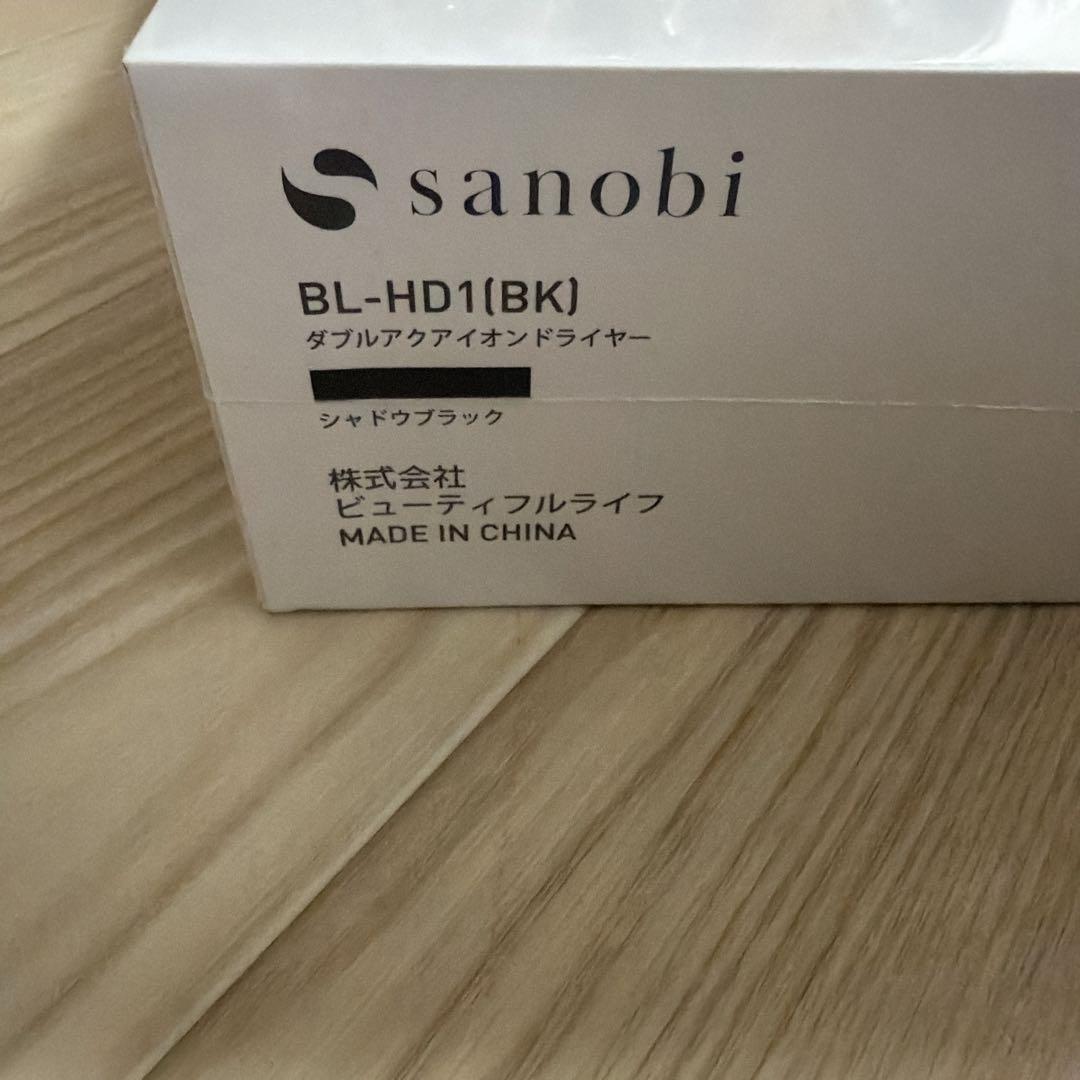 sanobi
BL-HD1(BK)
ダブルアクアイオンドライヤー
シャドウブラック
株式会社
ビューティフルライフ
MADE IN CHINA